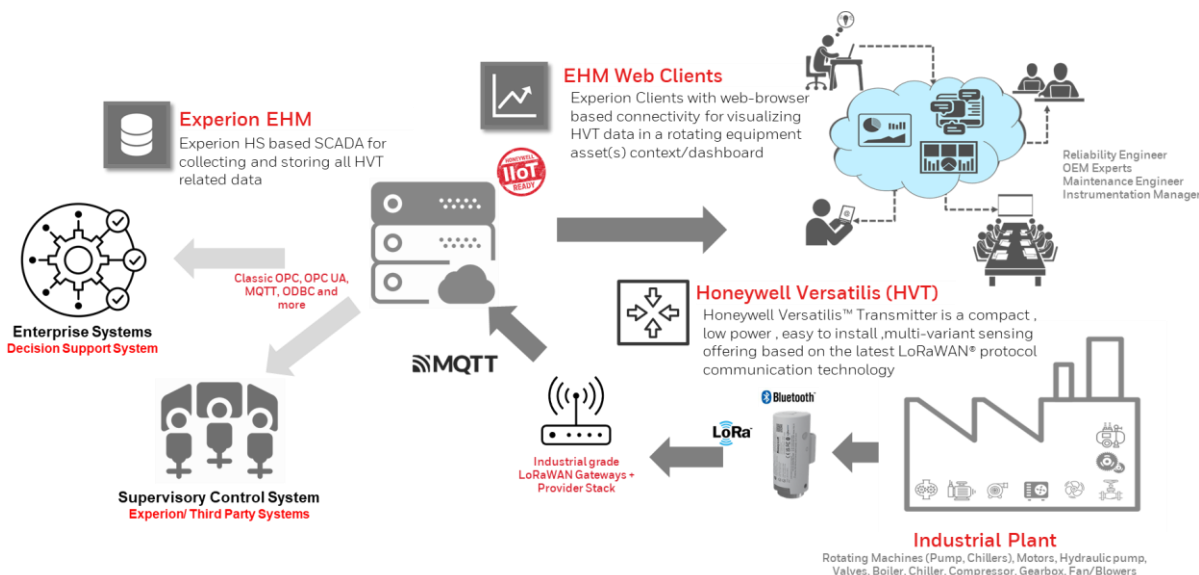 EHM Web Clients
Experion Clients with web-browser
based connectivity for visualizing
HVT data in a rotating equipment
asset(s) context/dashboard
Experion EHM
Experion HS based SCADA for
collecting and storing all HVT
related data
HONEYWELL
IIoT
READY
Reliability Engineer
OEM Experts
Maintenance Engineer
Instrumentation Manager
Classic OPC, OPC UA,
MQTT, ODBC and
more
Enterprise Systems
Decision Support System
Honeywell Versatilis (HVT)
Honeywell Versatilis™ Transmitter is a compact ,
low power , easy to install ,multi-variant sensing
offering based on the latest LoRaWAN® protocol
communication technology
MQTT
Bluetooth™
LoRa™
Industrial grade
LoRaWAN Gateways +
Provider Stack
Supervisory Control System
Experion/ Third Party Systems
Industrial Plant
Rotating Machines (Pump, Chillers), Motors, Hydraulic pump,
Valves, Boiler, Chiller, Compressor, Gearbox, Fan/Blowers